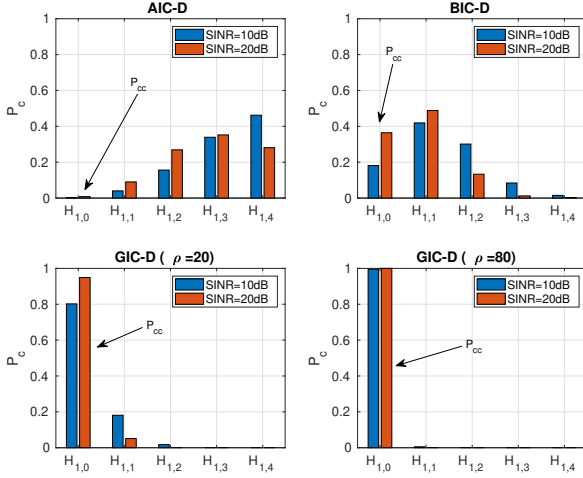 AIC-D
P_c
1
0.8
0.6
0.4
0.2
0
SINR=10dB
SINR=20dB
P_cc
H_1,0 H_1,1 H_1,2 H_1,3 H_1,4
BIC-D
P_c
1
0.8
0.6
0.4
0.2
0
SINR=10dB
SINR=20dB
P_cc
H_1,0 H_1,1 H_1,2 H_1,3 H_1,4
GIC-D ( ρ =20)
P_c
1
0.8
0.6
0.4
0.2
0
SINR=10dB
SINR=20dB
P_cc
H_1,0 H_1,1 H_1,2 H_1,3 H_1,4
GIC-D ( ρ =80)
P_c
1
0.8
0.6
0.4
0.2
0
SINR=10dB
SINR=20dB
P_cc
H_1,0 H_1,1 H_1,2 H_1,3 H_1,4